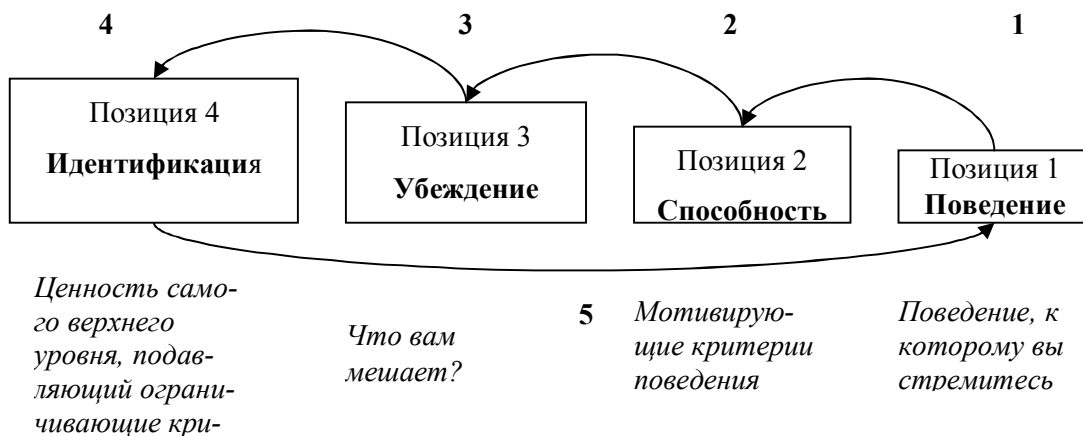 4
3
2
1
Позиция 4
Идентификация
Позиция 3
Убеждение
Позиция 2
Способность
Позиция 1
Поведение
Ценность само-
го верхнего
уровня, подав-
ляющий ограни-
чивающие кри-
Что вам
мешает?
5
Мотивирую-
щие критерии
поведения
Поведение, к
которому вы
стремитесь